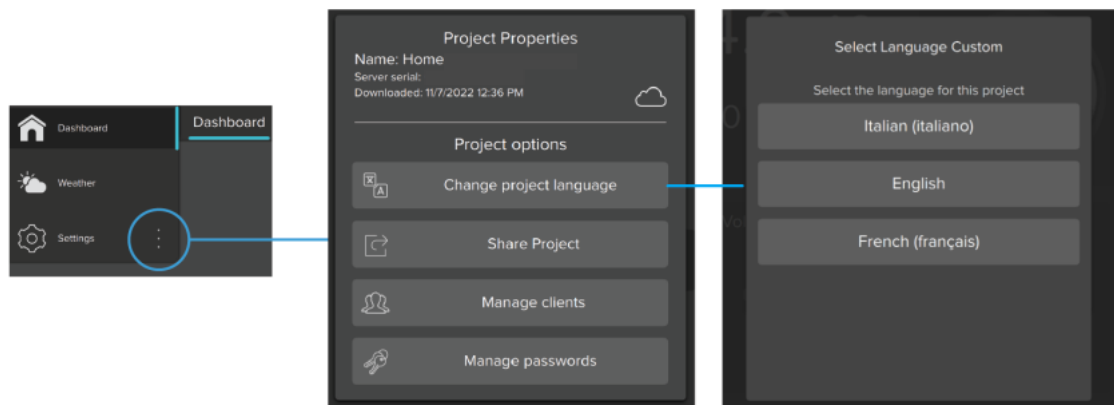 Dashboard
Dashboard
Weather
Settings
Project Properties
Name: Home
Server serial:
Downloaded: 11/7/2022 12:36 PM
Project options
Change project language
Share Project
Manage clients
Manage passwords
Select Language Custom
Select the language for this project
Italian (italiano)
English
French (français)